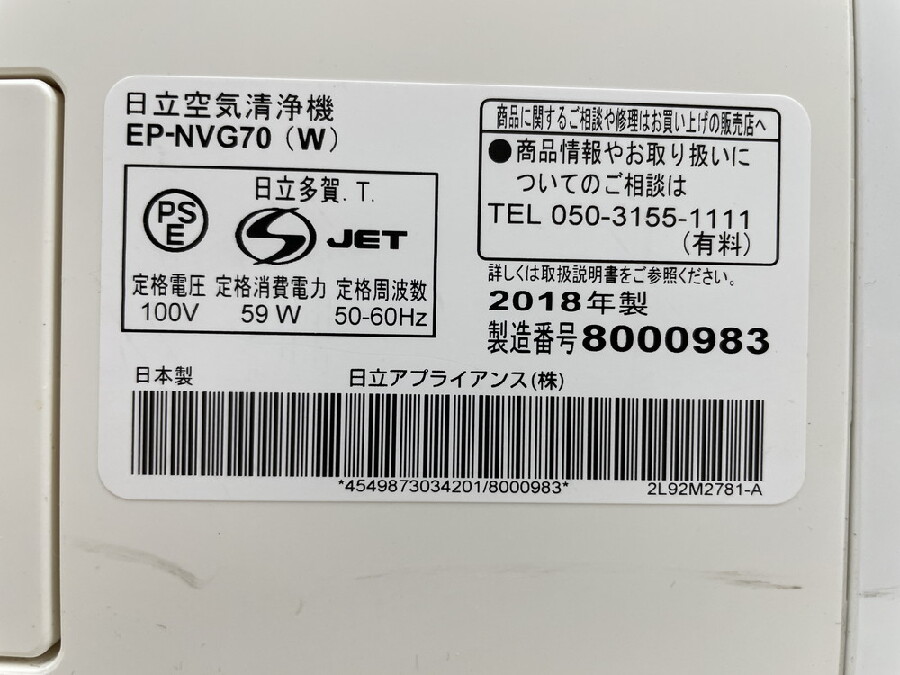 日立空気清浄機
EP-NVG70 (W)
日立多賀.T.
PS
E
JET
定格電圧 定格消費電力 定格周波数
100V 59W 50-60Hz
商品に関するご相談や修理はお買い上げの販売店へ
●商品情報やお取り扱いに
ついてのご相談は
TEL 050-3155-1111
(有料)
詳しくは取扱説明書をご参照ください。
2018年製
製造番号8000983
日本製 日立アプライアンス(株)
*4549873034201/8000983* 2L92M2781-A